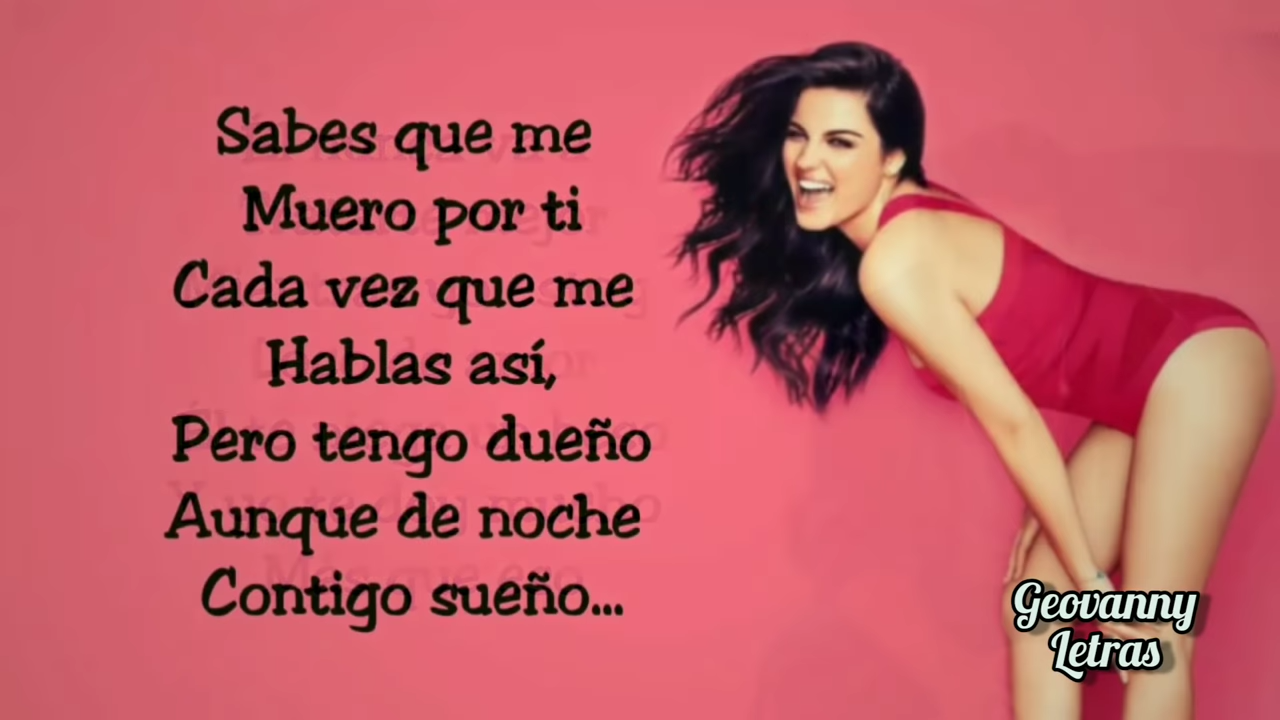 Sabes que me
Muero por ti
Cada vez que me
Hablas así,
Pero tengo dueño
Aunque de noche
Contigo sueño...
Geovanny
Letras